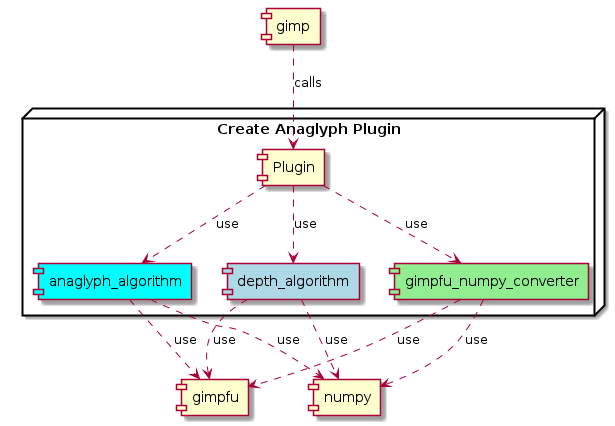 gimp
calls
Create Anaglyph Plugin
Plugin
use
use
use
anaglyph_algorithm
depth_algorithm
gimpfu_numpy_converter
use
use
use
use
use
use
gimpfu
numpy